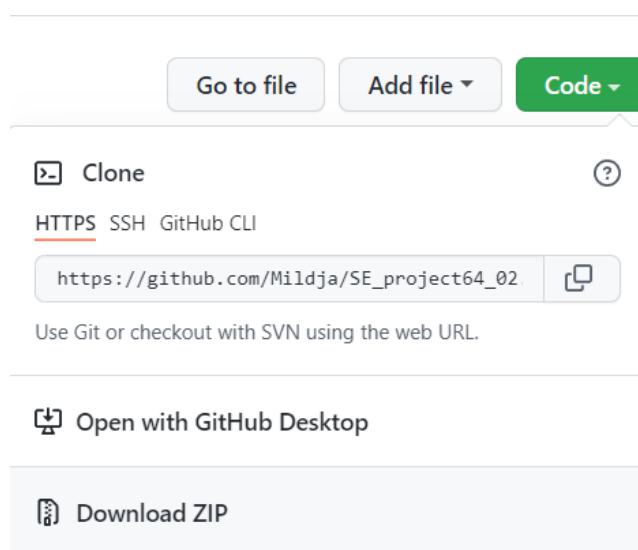 Go to file Add file Code
Clone
HTTPS SSH GitHub CLI
https://github.com/Mildja/SE_project64_02.
Use Git or checkout with SVN using the web URL.
Open with GitHub Desktop
Download ZIP